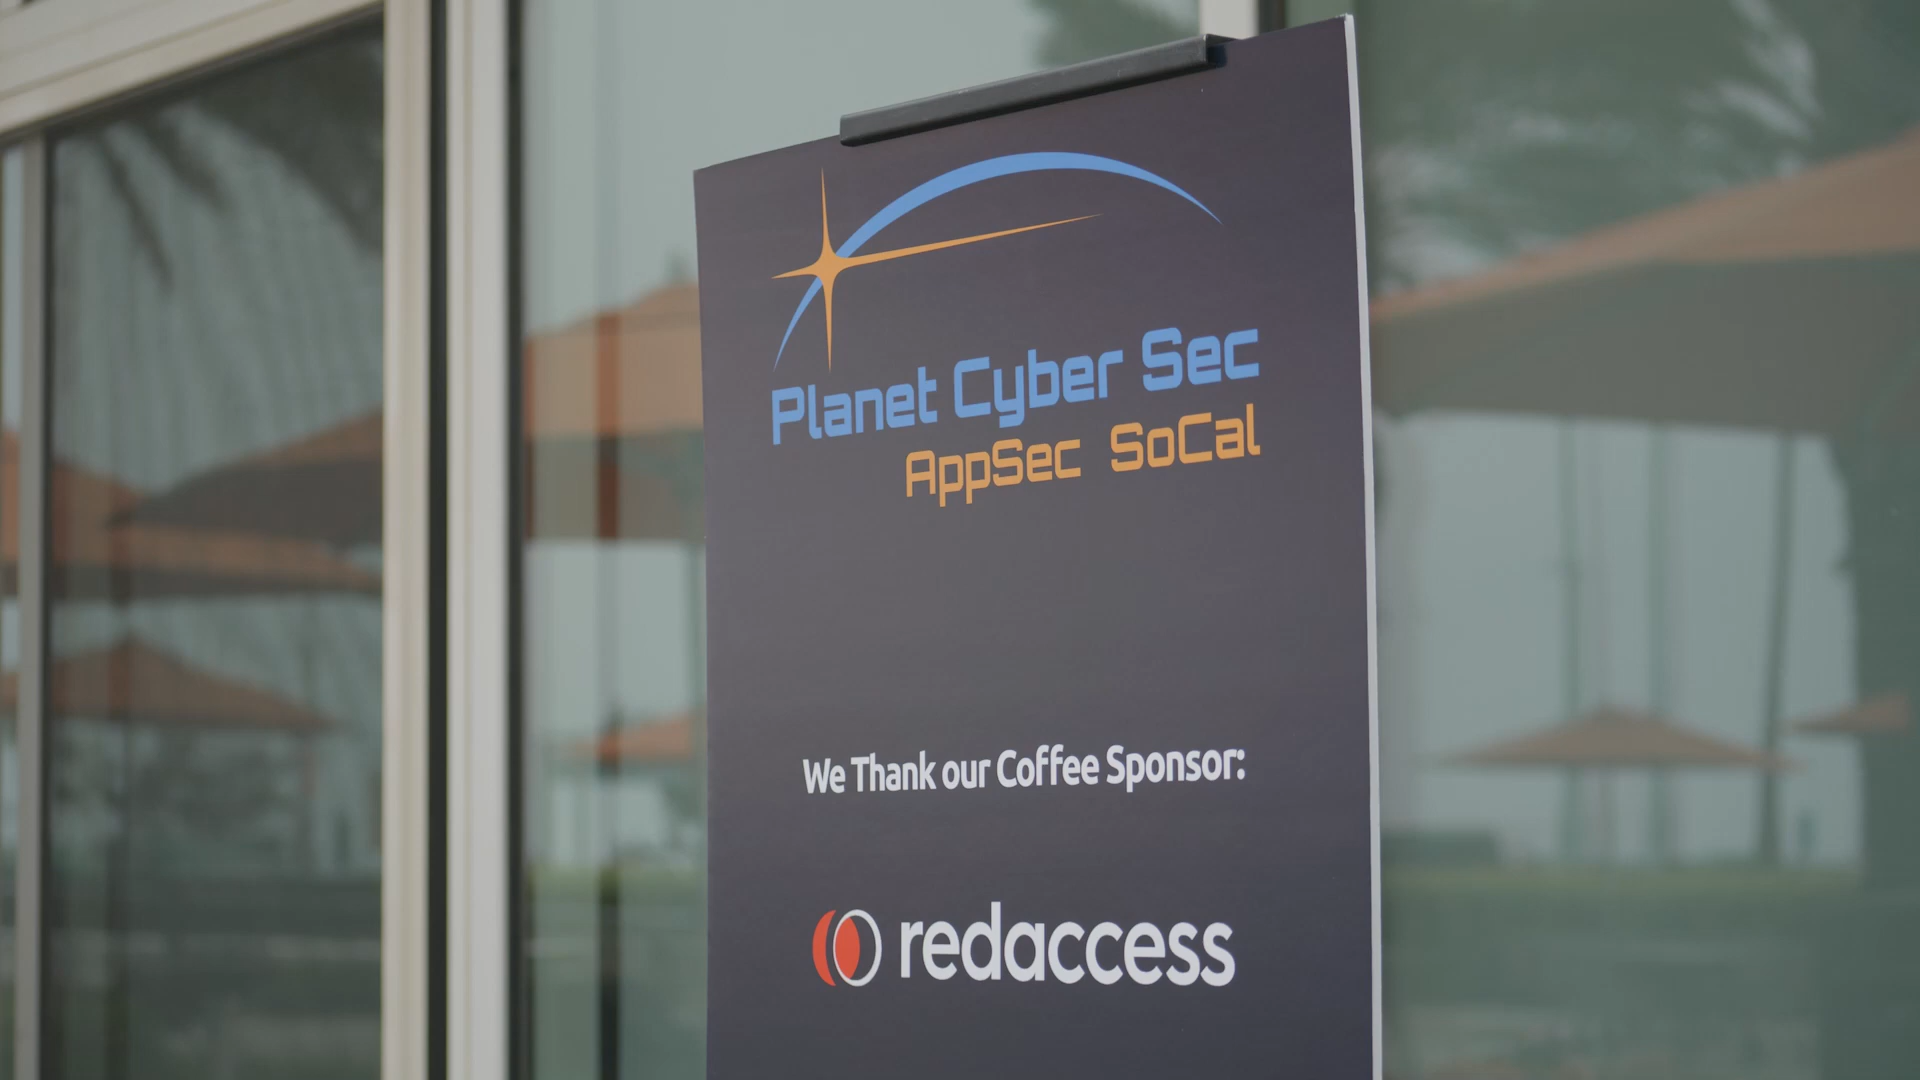 Planet Cyber Sec
AppSec SoCal
We Thank our Coffee Sponsor:
redaccess